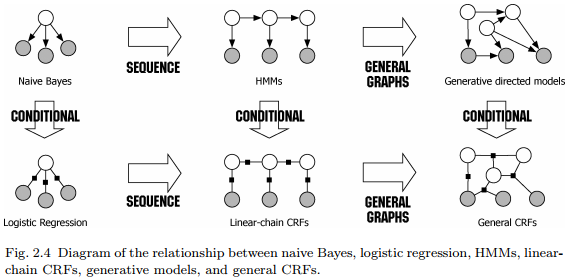 SEQUENCE
GENERAL
GRAPHS
Naive Bayes
HMMs
Generative directed models
CONDITIONAL
CONDITIONAL
CONDITIONAL
SEQUENCE
GENERAL
GRAPHS
Logistic Regression
Linear-chain CRFs
General CRFs
Fig. 2.4 Diagram of the relationship between naive Bayes, logistic regression, HMMs, linear-
chain CRFs, generative models, and general CRFs.